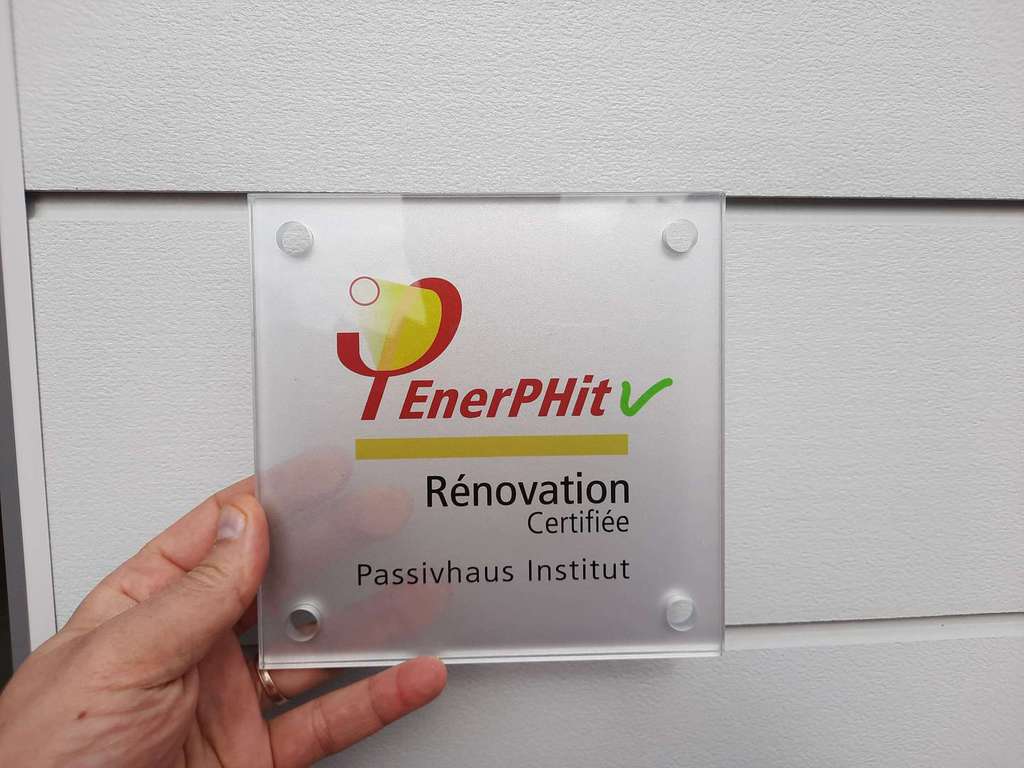 EnerPHit
Rénovation
Certifiée
Passivhaus Institut